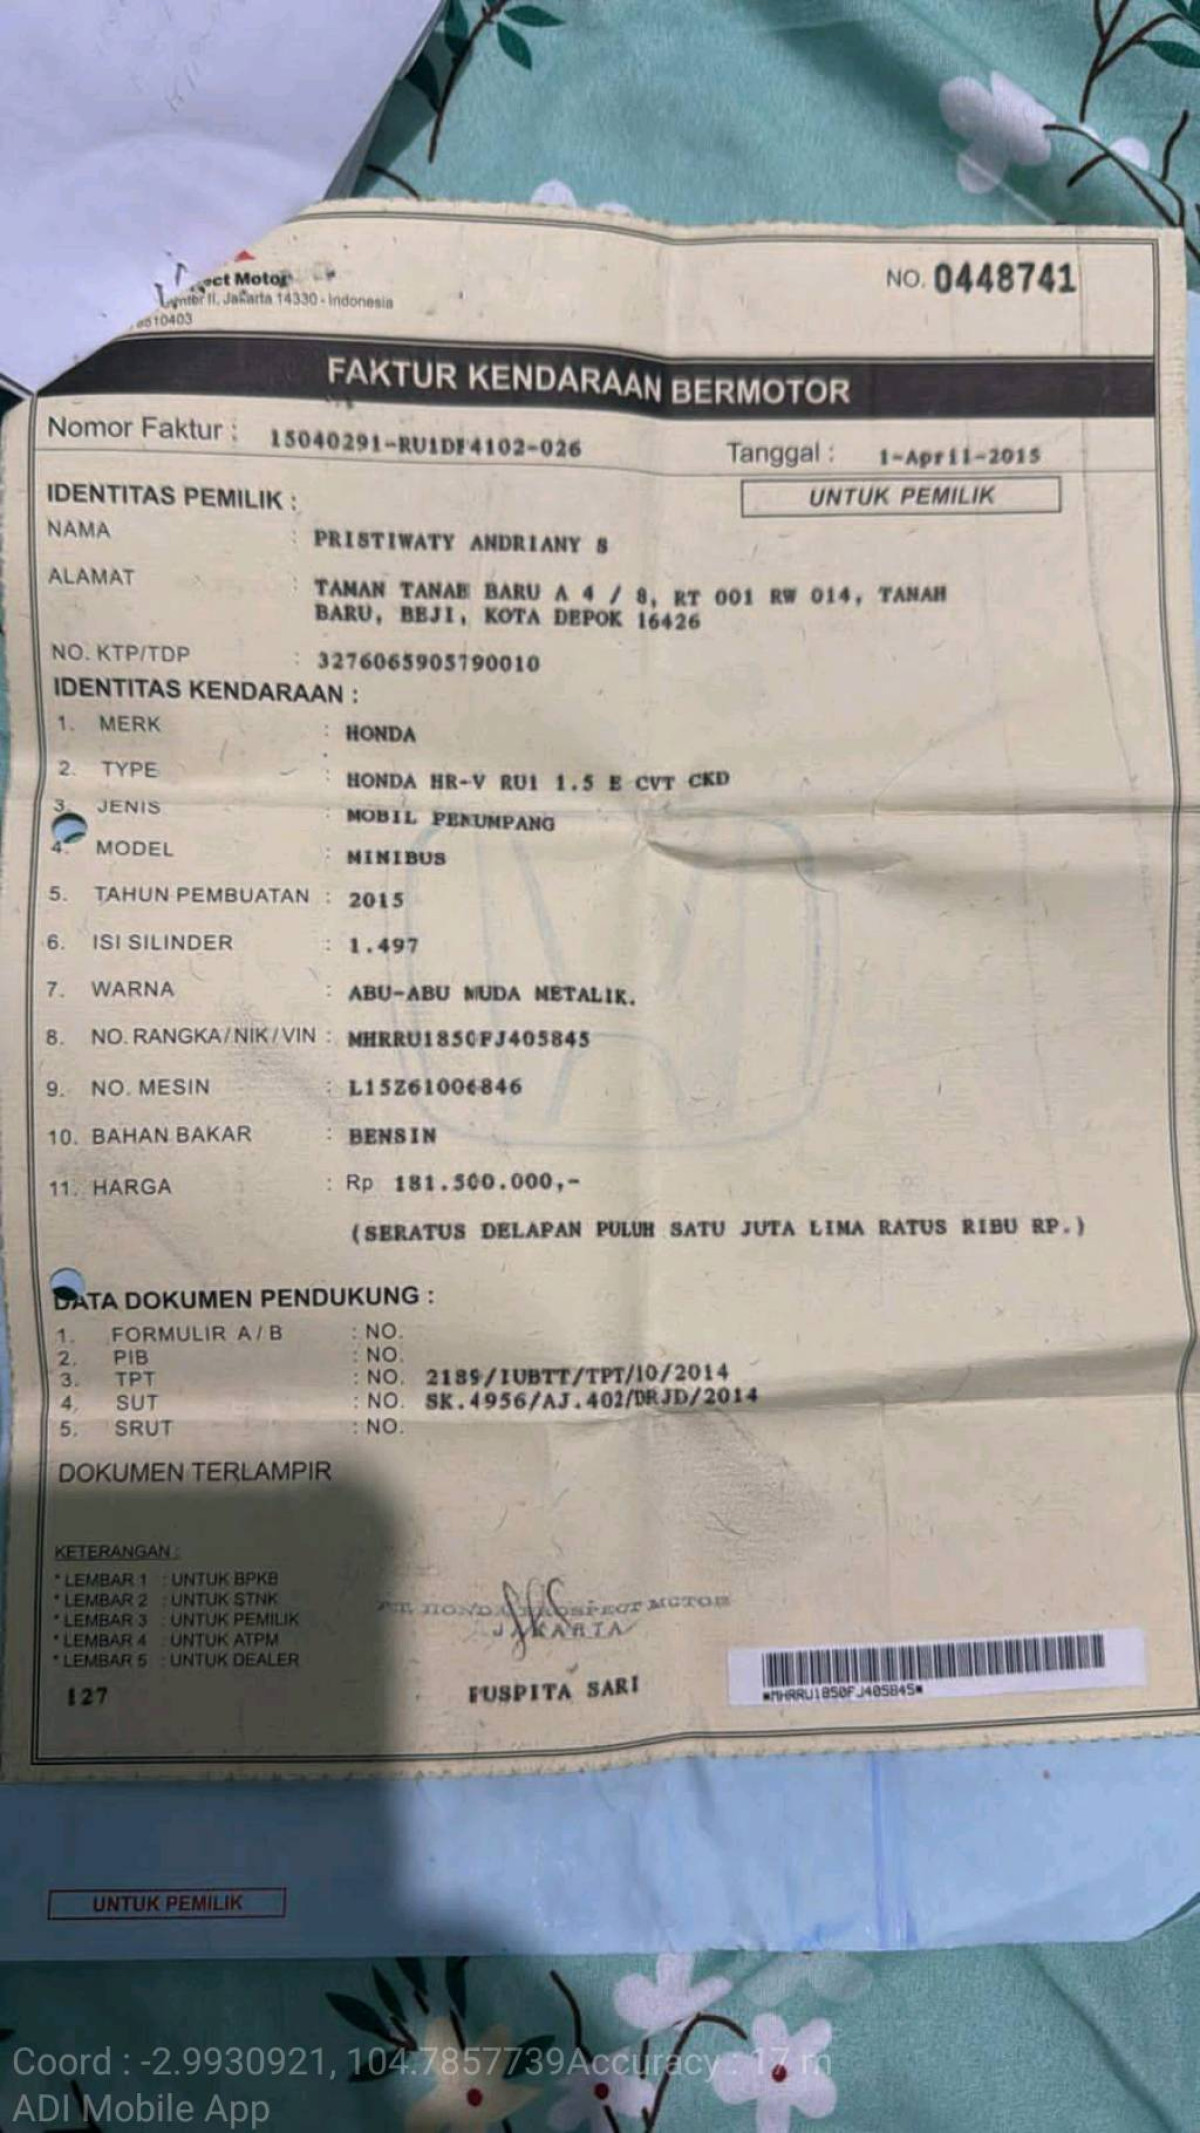 ect Motor
enter II. Jakarta 14330 - Indonesia
6510403
NO. 0448741
FAKTUR KENDARAAN BERMOTOR
Nomor Faktur : 15040291-RU1DF4102-026
Tanggal : 1-April-2015
UNTUK PEMILIK
IDENTITAS PEMILIK :
NAMA : PRISTIWATY ANDRIANY S
ALAMAT : TAMAN TANAH BARU A 4 / 8, RT 001 RW 014, TANAH
BARU, BEJI, KOTA DEPOK 16426
NO. KTP/TDP : 3276065905790010
IDENTITAS KENDARAAN :
1. MERK : HONDA
2. TYPE : HONDA HR-V RU1 1.5 E CVT CKD
3. JENIS : MOBIL PENUMPANG
4. MODEL : MINIBUS
5. TAHUN PEMBUATAN : 2015
6. ISI SILINDER : 1.497
7. WARNA : ABU-ABU MUDA METALIK.
8. NO. RANGKA/NIK/VIN : MHRRU1850FJ405845
9. NO. MESIN : L15Z61006846
10. BAHAN BAKAR : BENSIN
11. HARGA : Rp 181.500.000,-
(SERATUS DELAPAN PULUH SATU JUTA LIMA RATUS RIBU RP.)
DATA DOKUMEN PENDUKUNG :
1. FORMULIR A / B : NO.
2. PIB : NO.
3. TPT : NO. 2189/IUBTT/TPT/10/2014
4. SUT : NO. SK.4956/AJ.402/DRJD/2014
5. SRUT : NO.
DOKUMEN TERLAMPIR
KETERANGAN :
* LEMBAR 1 : UNTUK BPKB
* LEMBAR 2 : UNTUK STNK
* LEMBAR 3 : UNTUK PEMILIK
* LEMBAR 4 : UNTUK ATPM
* LEMBAR 5 : UNTUK DEALER
127
PT. HONDA PROSPECT MOTOR
JAKARTA
PUSPITA SARI
*MHRRU1850FJ405845*
UNTUK PEMILIK
Coord : -2.9930921, 104.7857739Accuracy : 17 m
ADI Mobile App